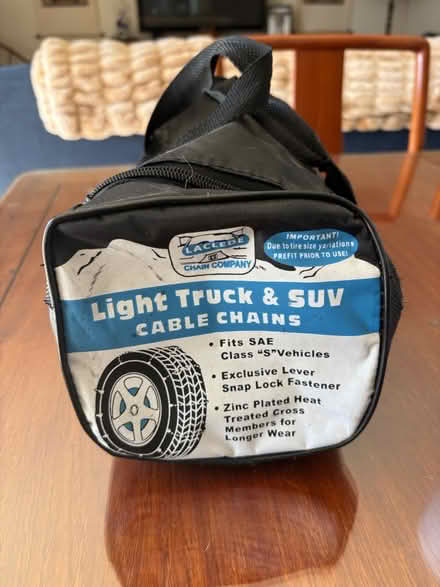 LACLEDE
CHAIN COMPANY
IMPORTANT!
Due to tire size variations
PREFIT PRIOR TO USE!
Light Truck & SUV
CABLE CHAINS
• Fits SAE
Class "S" Vehicles
• Exclusive Lever
Snap Lock Fastener
• Zinc Plated Heat
Treated Cross
Members for
Longer Wear